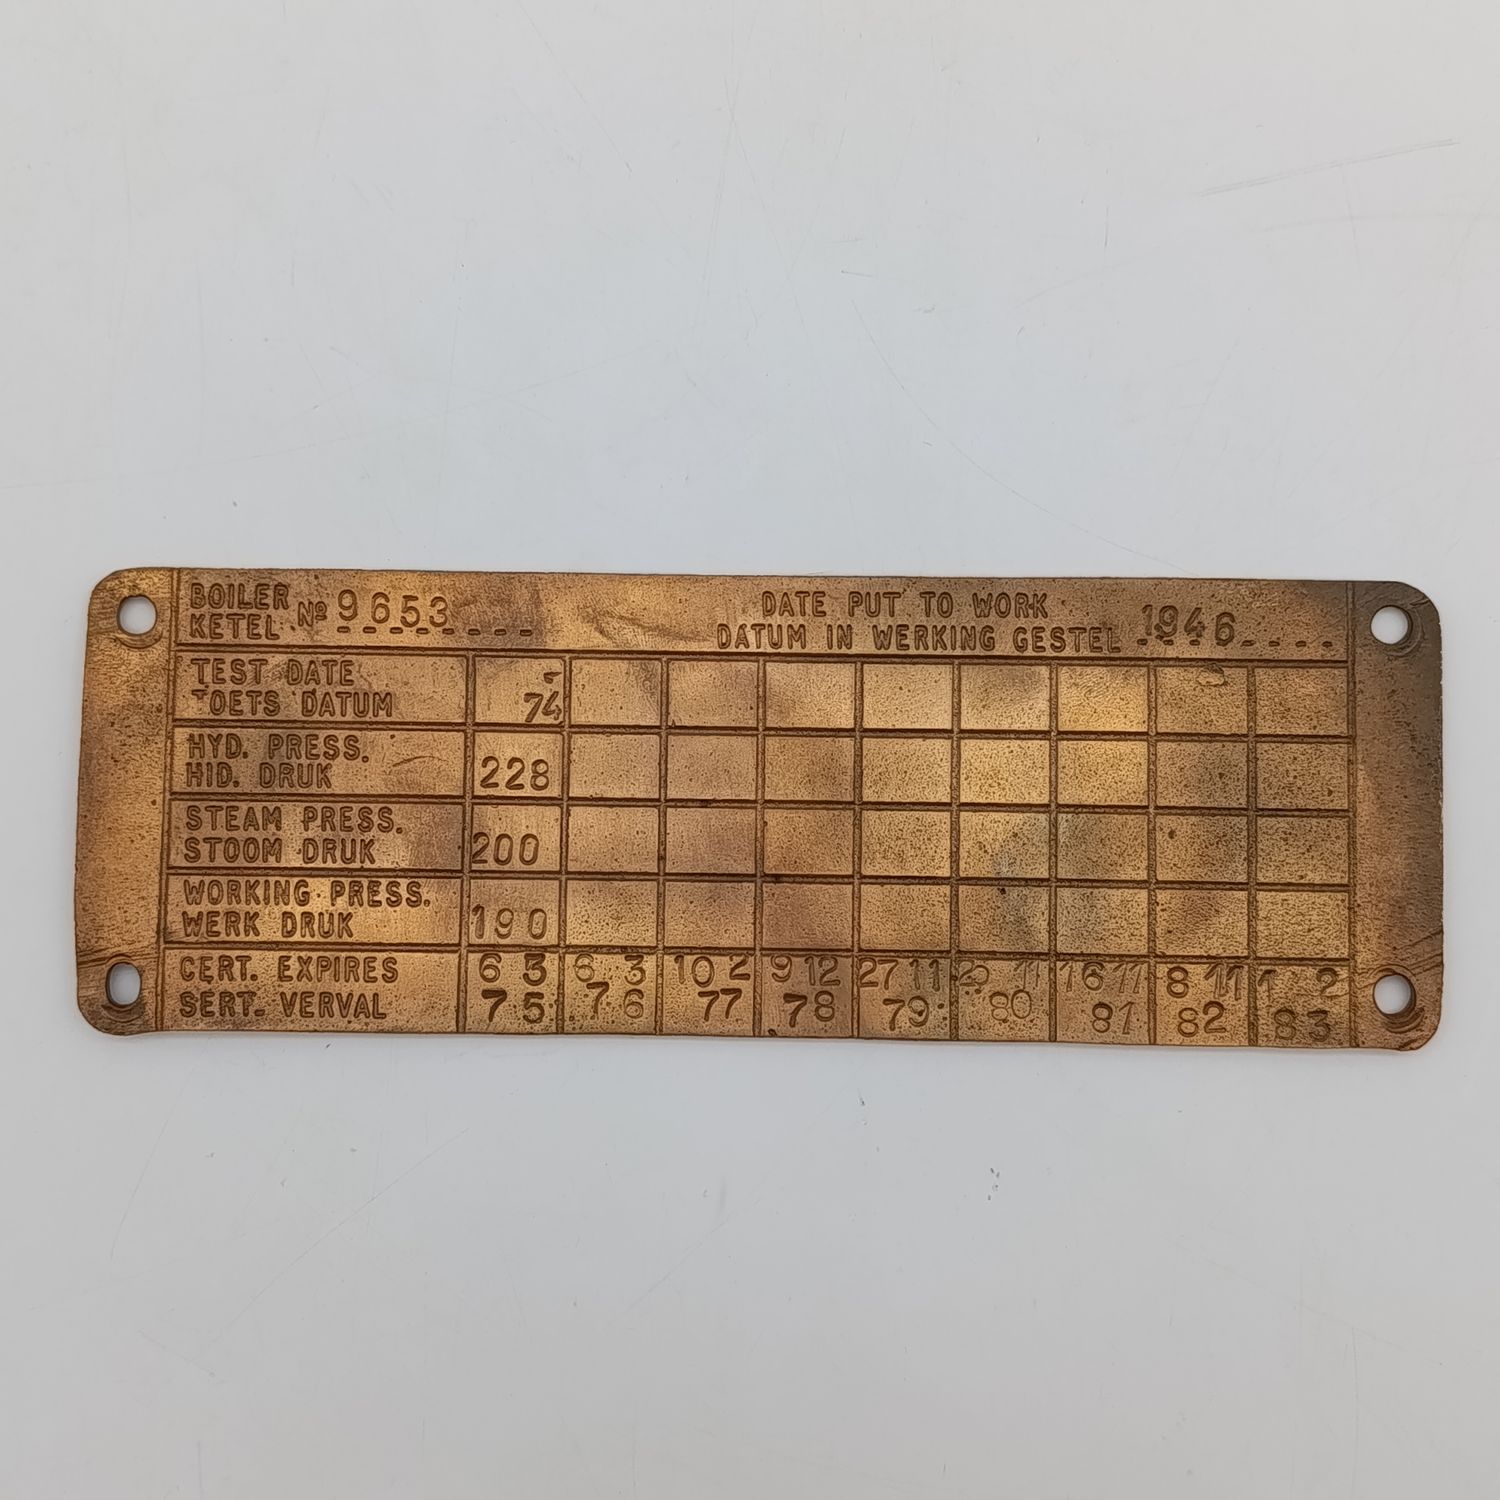 BOILER
KETEL Nº 9653
DATE PUT TO WORK
DATUM IN WERKING GESTEL 1946
TEST DATE -
TOETS DATUM 74
HYD. PRESS.
HID. DRUK 228
STEAM PRESS.
STOOM DRUK 200
WORKING PRESS.
WERK DRUK 190
CERT. EXPIRES 6 3 6 3 10 2 9 12 27 11 11 16 11 8 11 1 2
SERT. VERVAL 75 76 77 78 79 80 81 82 83